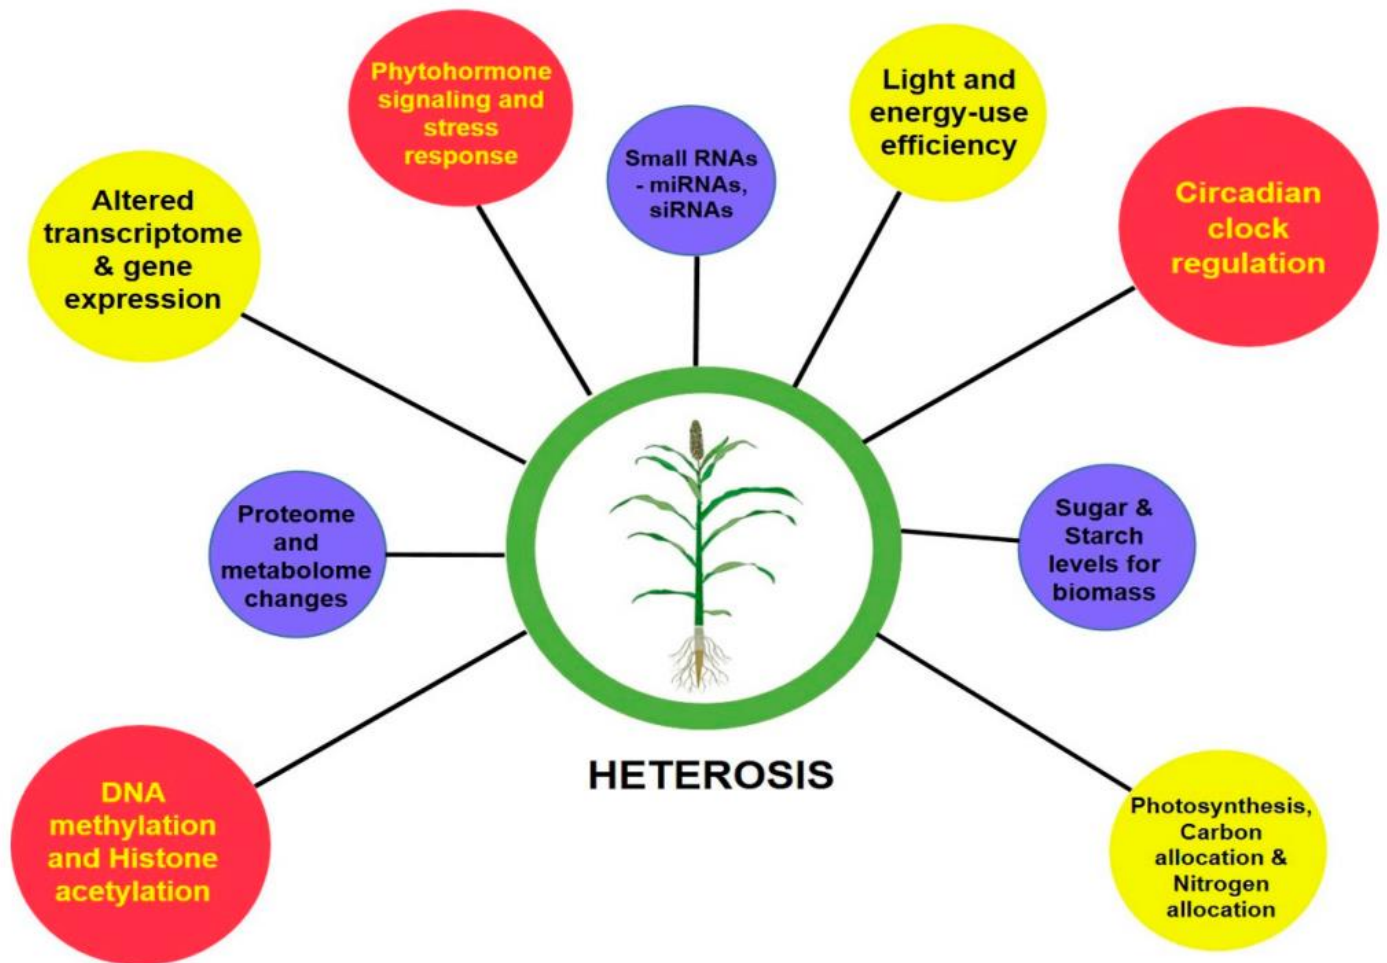 Phytohormone
signaling and
stress
response
Light and
energy-use
efficiency
Small RNAs
- miRNAs,
siRNAs
Circadian
clock
regulation
Altered
transcriptome
& gene
expression
Proteome
and
metabolome
changes
Sugar &
Starch
levels for
biomass
HETEROSIS
DNA
methylation
and Histone
acetylation
Photosynthesis,
Carbon
allocation &
Nitrogen
allocation